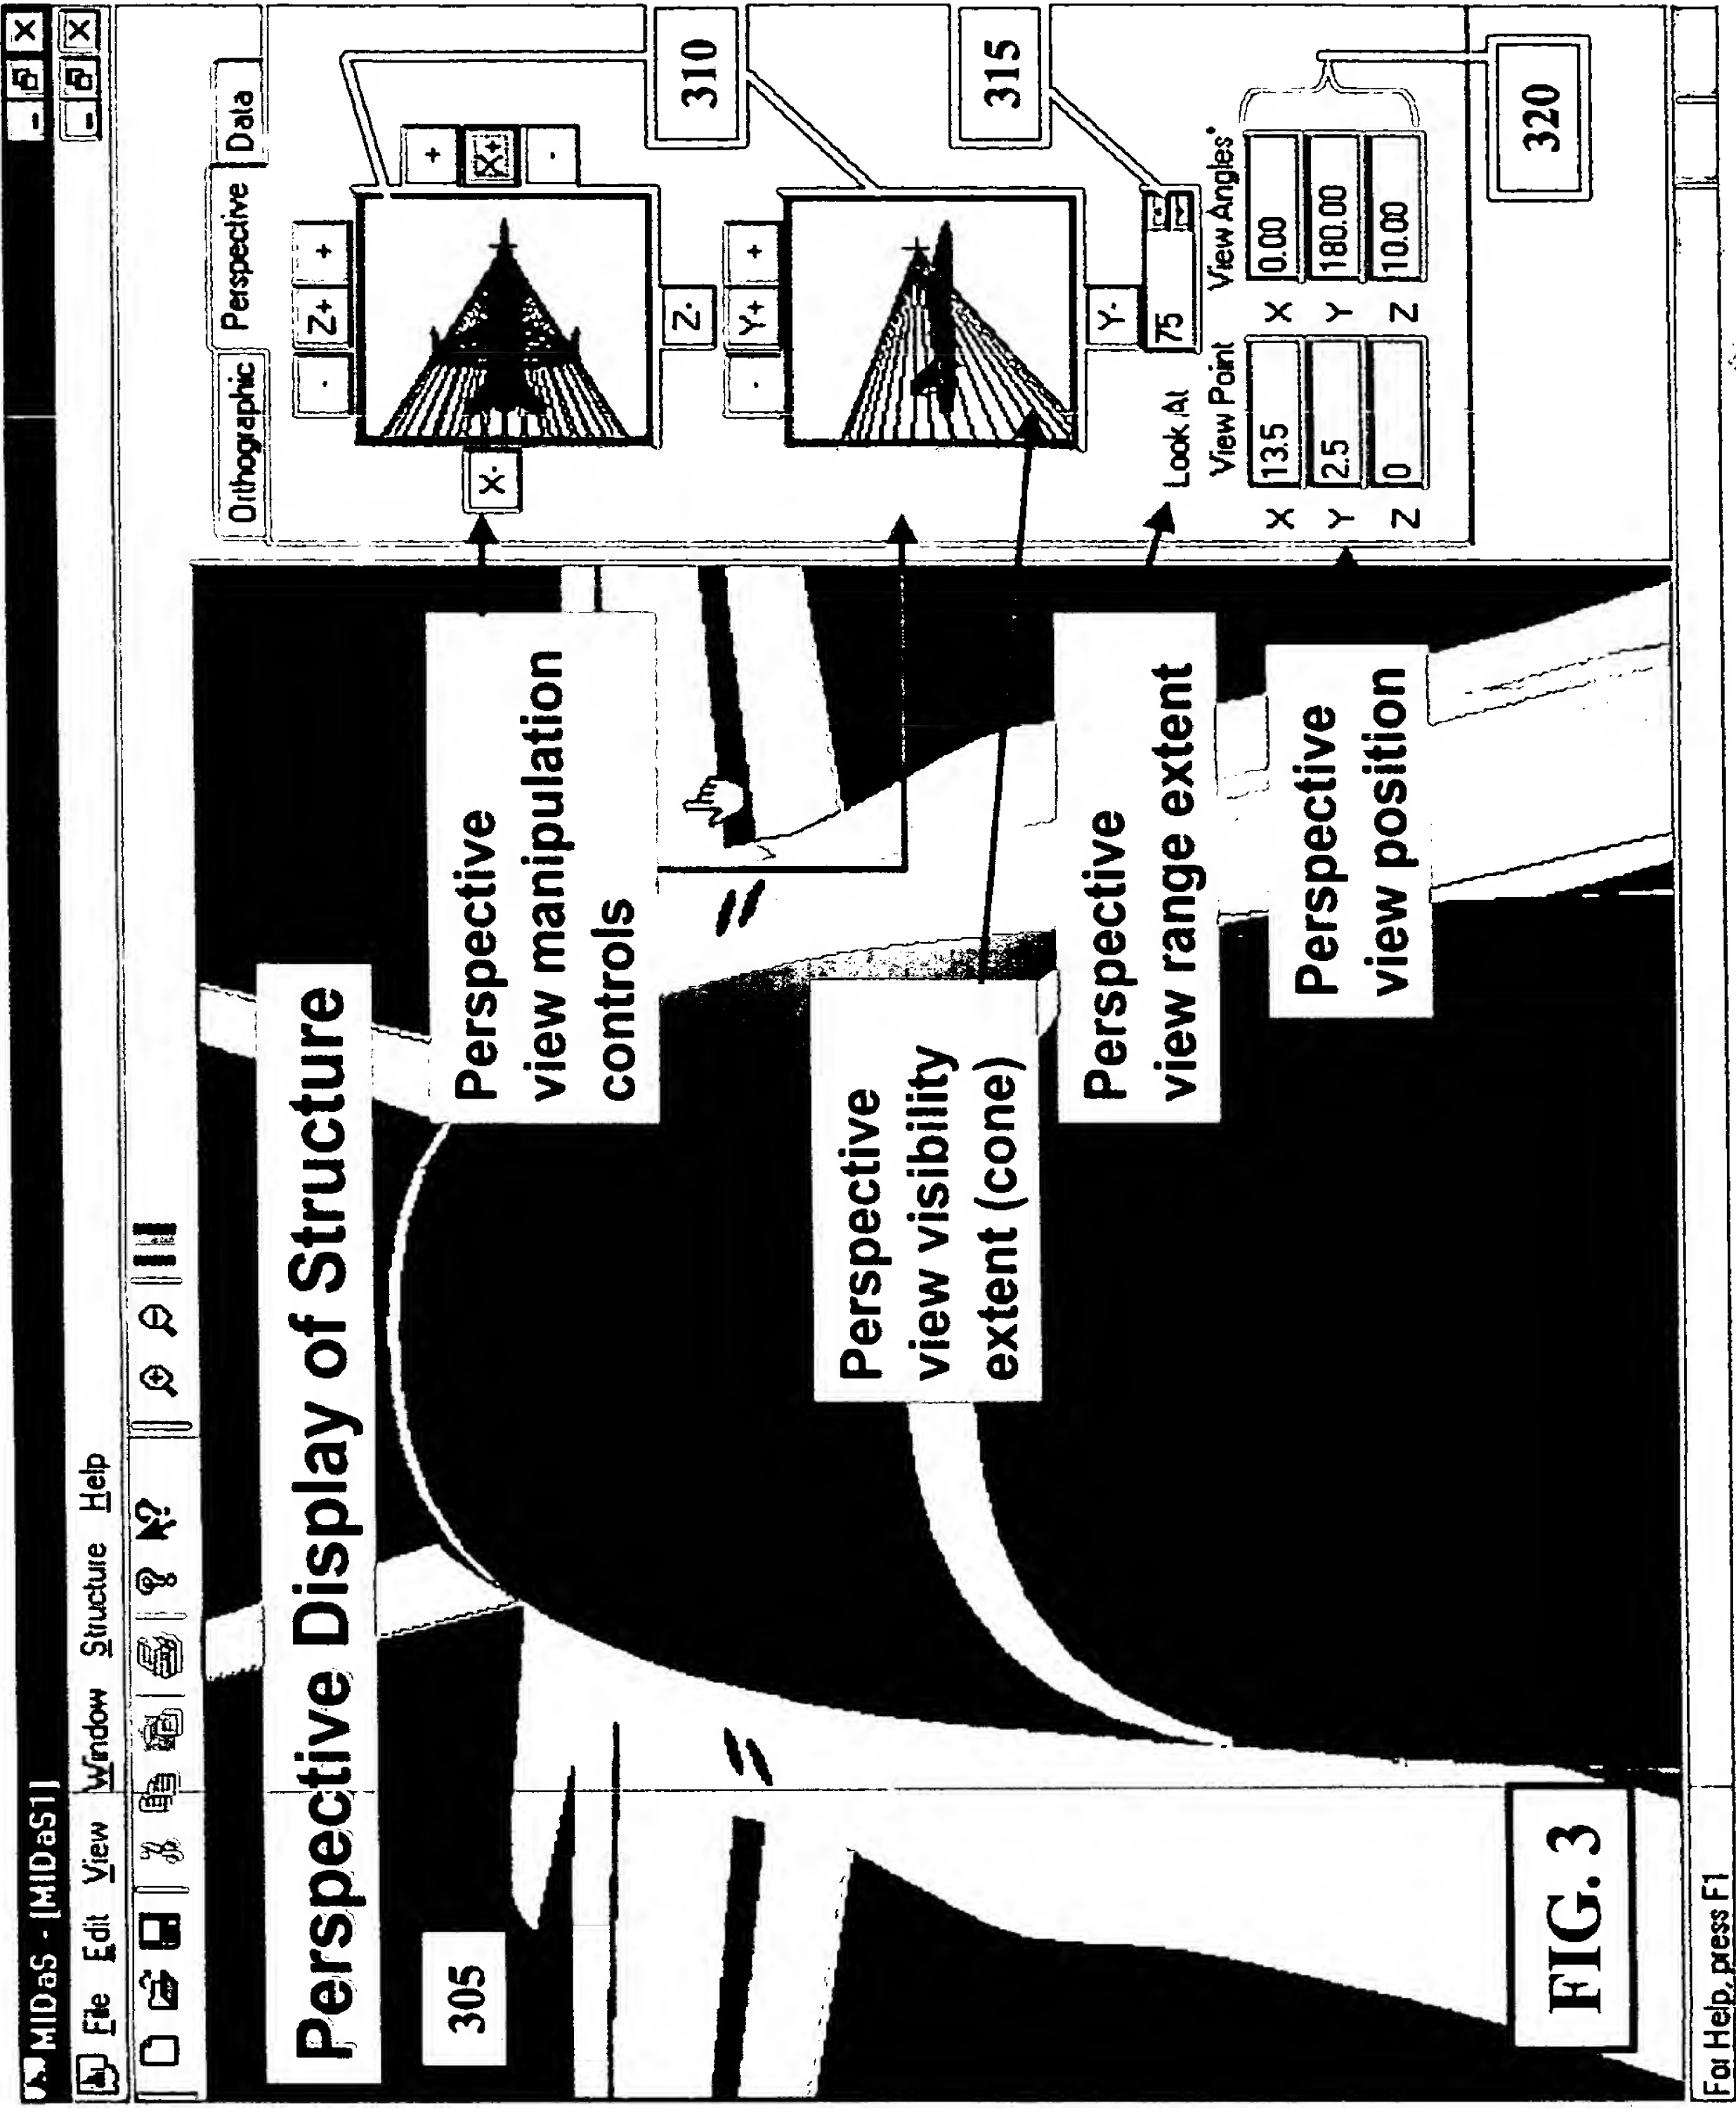 MIDaS - [MIDaS1]
File Edit View Window Structure Help
Perspective Display of Structure
305
Perspective
view manipulation
controls
Perspective
view visibility
extent (cone)
Perspective
view range extent
Perspective
view position
FIG. 3
Orthographic Perspective Data
- Z+ +
X-
+
X+
-
Z-
310
- Y+ +
Y-
315
Look At 75
View Point View Angles*
X 13.5 X 0.00
Y 2.5 Y 180.00
Z 0 Z 10.00
320
For Help, press F1